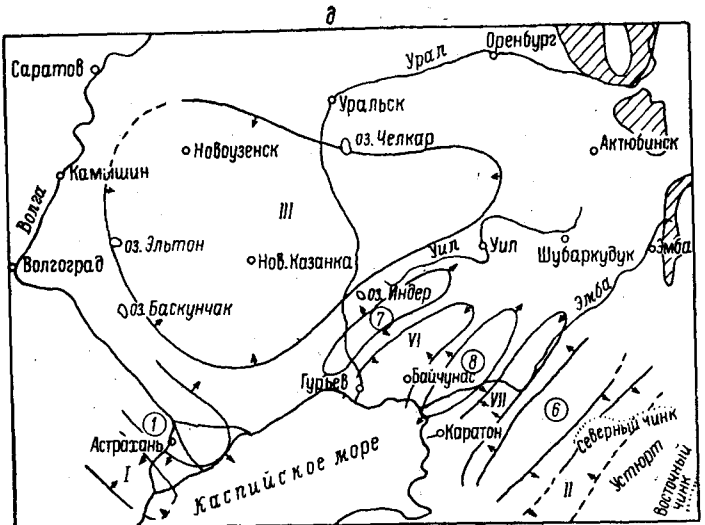 д
Оренбург
Урал
Саратов
Уральск
оз. Челкар
Актюбинск
Новоузенск
Камышин
Волга
III
оз. Эльтон
Нов. Казанка
Уил
Уил
Шубаркудук
Эмба
Волгоград
оз. Баскунчак
оз. Индер
Эмба
7
VI
8
Гурьев
Байчунас
VII
6
1
Астрахань
Каратон
Северный чинк
I
Каспийское море
II
Устюрт
Восточный
чинк